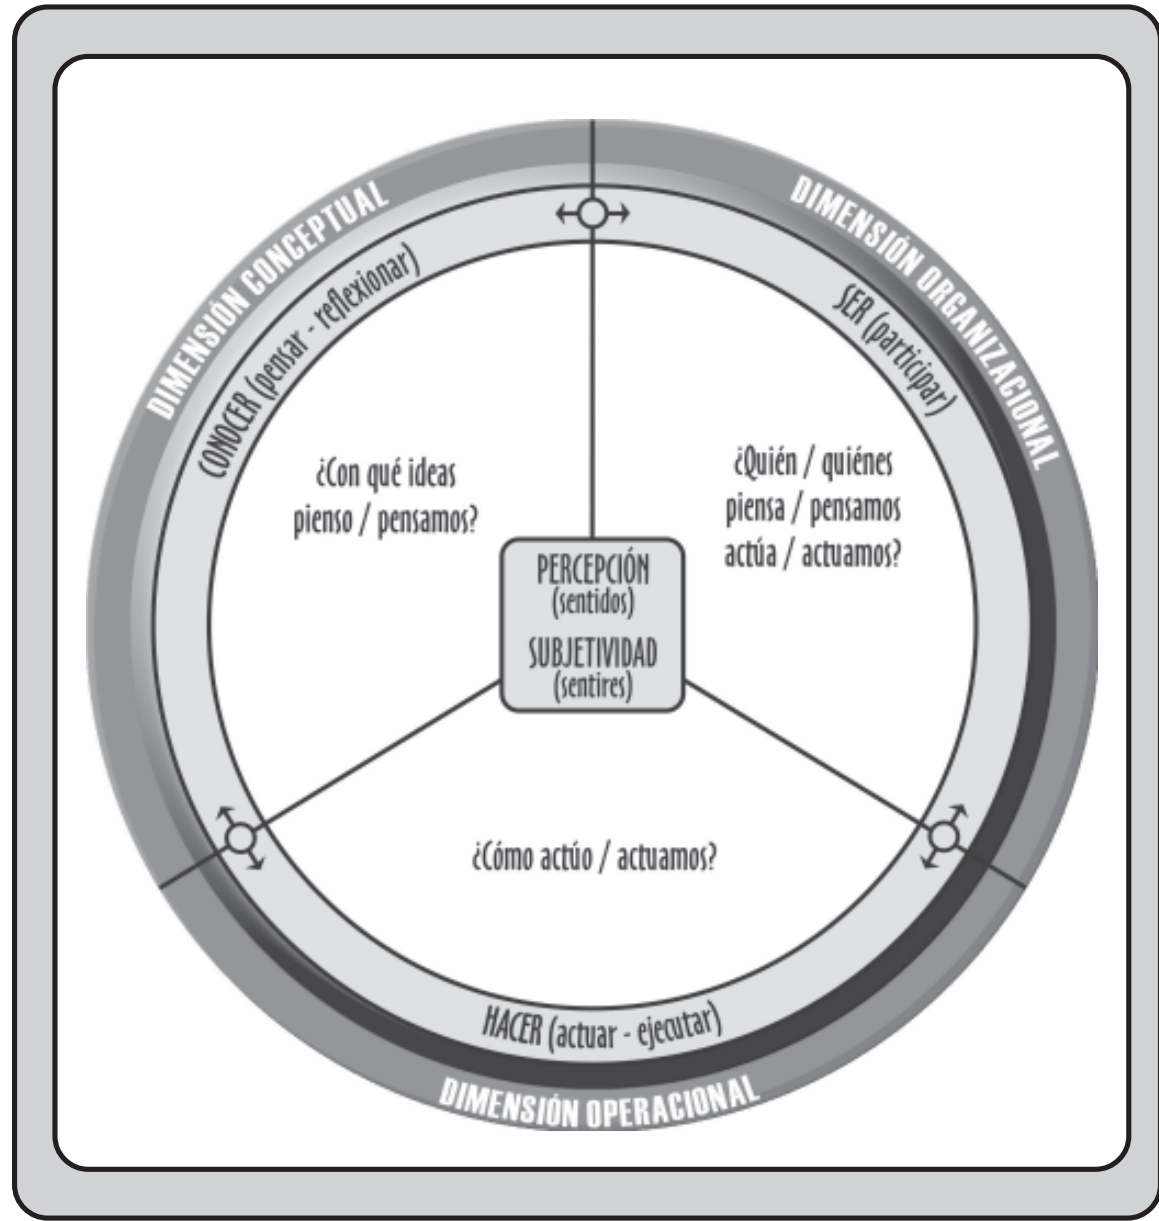 DIMENSIÓN CONCEPTUAL
DIMENSIÓN ORGANIZACIONAL
CONOCER (pensar - reflexionar)
SER (participar)
¿Con qué ideas
pienso / pensamos?
¿Quién / quiénes
piensa / pensamos
actúa / actuamos?
PERCEPCIÓN
(sentidos)
SUBJETIVIDAD
(sentires)
¿Cómo actúo / actuamos?
HACER (actuar - ejecutar)
DIMENSIÓN OPERACIONAL